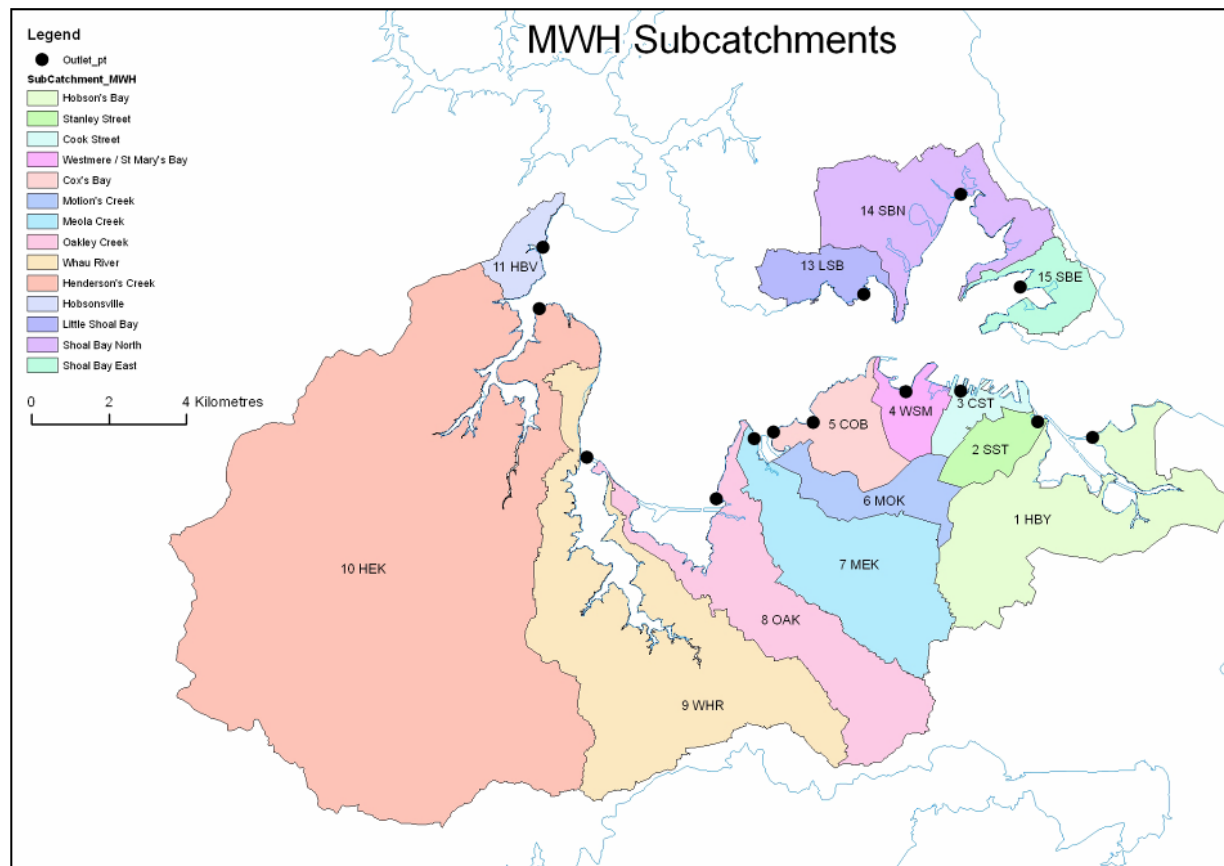 MWH Subcatchments
Legend
Outlet_pt
SubCatchment_MWH
Hobson's Bay
Stanley Street
Cook Street
Westmere / St Mary's Bay
Cox's Bay
Motion's Creek
Meola Creek
Oakley Creek
Whau River
Henderson's Creek
Hobsonsville
Little Shoal Bay
Shoal Bay North
Shoal Bay East
0 2 4 Kilometres
14 SBN
11 HBV
13 LSB
15 SBE
3 CST
4 WSM
5 COB
2 SST
6 MOK
1 HBY
7 MEK
10 HEK
8 OAK
9 WHR